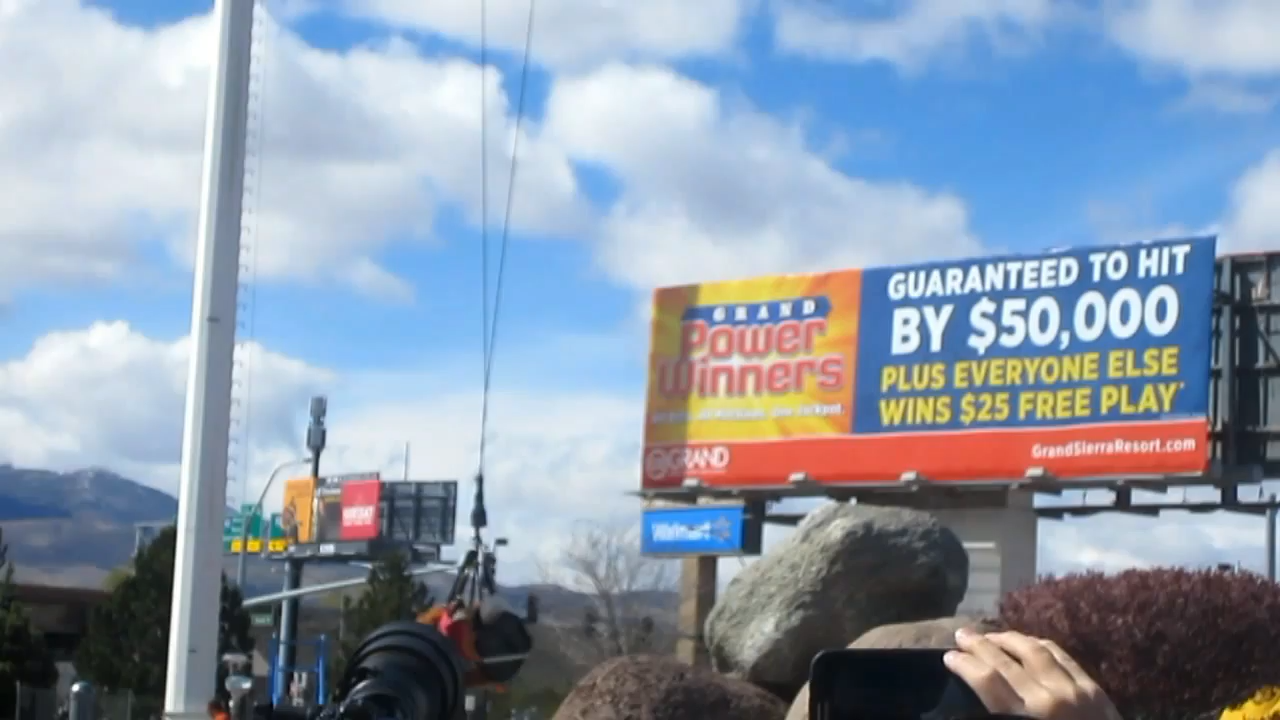 GRAND
Power
Winners
GUARANTEED TO HIT
BY $50,000
PLUS EVERYONE ELSE
WINS $25 FREE PLAY*
GRAND
GrandSierraResort.com
Walmart